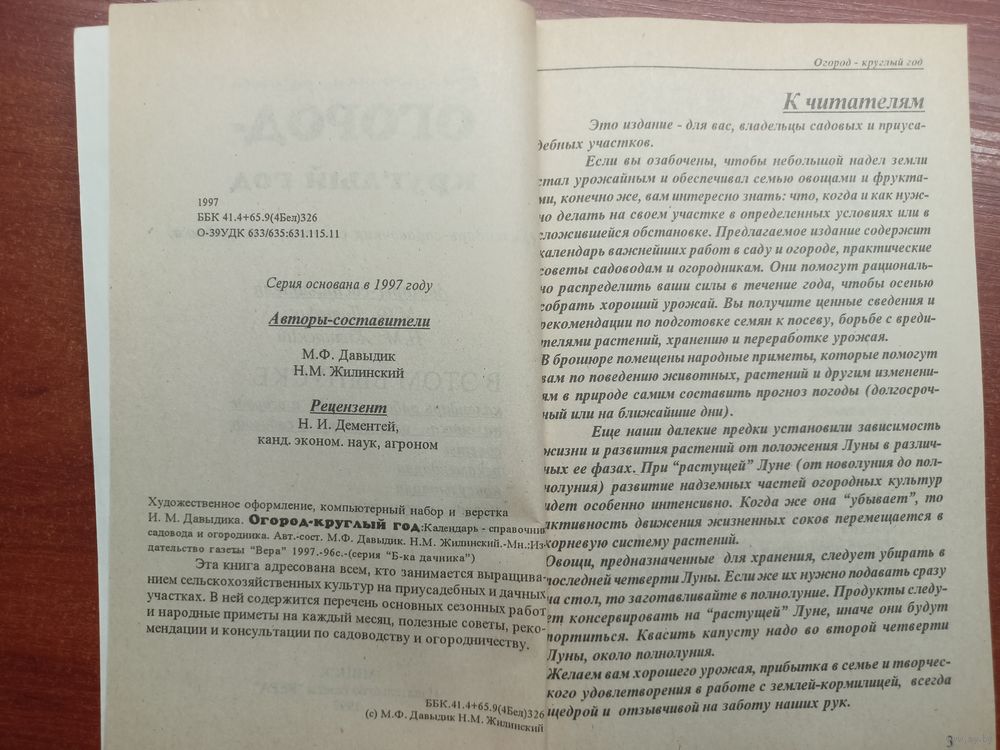 1997
ББК 41.4+65.9(4Бел)326
О-39УДК 633/635:631.115.11
Серия основана в 1997 году
Авторы-составители
М.Ф. Давыдик
Н.М. Жилинский
Рецензент
Н. И. Дементей,
канд. эконом. наук, агроном
Художественное оформление, компьютерный набор и верстка
И. М. Давыдика. Огород-круглый год:Календарь - справочник
садовода и огородника. Авт.-сост. М.Ф. Давыдик. Н.М. Жилинский.-Мн.:Из-
дательство газеты "Вера" 1997.-96с.-(серия "Б-ка дачника")
Эта книга адресована всем, кто занимается выращива-
нием сельскохозяйственных культур на приусадебных и дачных
участках. В ней содержится перечень основных сезонных работ
и народные приметы на каждый месяц, полезные советы, реко-
мендации и консультации по садоводству и огородничеству.
ББК.41.4+65.9(4Бел)326
(с) М.Ф. Давыдик Н.М. Жилинский
Огород - круглый год
К читателям
Это издание - для вас, владельцы садовых и приуса-
дебных участков.
Если вы озабочены, чтобы небольшой надел земли
стал урожайным и обеспечивал семью овощами и фрукта-
ми, конечно же, вам интересно знать: что, когда и как нуж-
но делать на своем участке в определенных условиях или в
сложившейся обстановке. Предлагаемое издание содержит
календарь важнейших работ в саду и огороде, практические
советы садоводам и огородникам. Они помогут рациональ-
но распределить ваши силы в течение года, чтобы осенью
собрать хороший урожай. Вы получите ценные сведения и
рекомендации по подготовке семян к посеву, борьбе с вреди-
телями растений, хранению и переработке урожая.
В брошюре помещены народные приметы, которые помогут
вам по поведению животных, растений и другим изменени-
ям в природе самим составить прогноз погоды (долгосроч-
ный или на ближайшие дни).
Еще наши далекие предки установили зависимость
жизни и развития растений от положения Луны в различ-
ных ее фазах. При "растущей" Луне (от новолуния до пол-
нолуния) развитие надземных частей огородных культур
идет особенно интенсивно. Когда же она "убывает", то
активность движения жизненных соков перемещается в
корневую систему растений.
Овощи, предназначенные для хранения, следует убирать в
последней четверти Луны. Если же их нужно подавать сразу
на стол, то заготавливайте в полнолуние. Продукты следу-
ет консервировать на "растущей" Луне, иначе они будут
портиться. Квасить капусту надо во второй четверти
Луны, около полнолуния.
Желаем вам хорошего урожая, прибытка в семье и творчес-
кого удовлетворения в работе с землей-кормилицей, всегда
щедрой и отзывчивой на заботу наших рук.
3